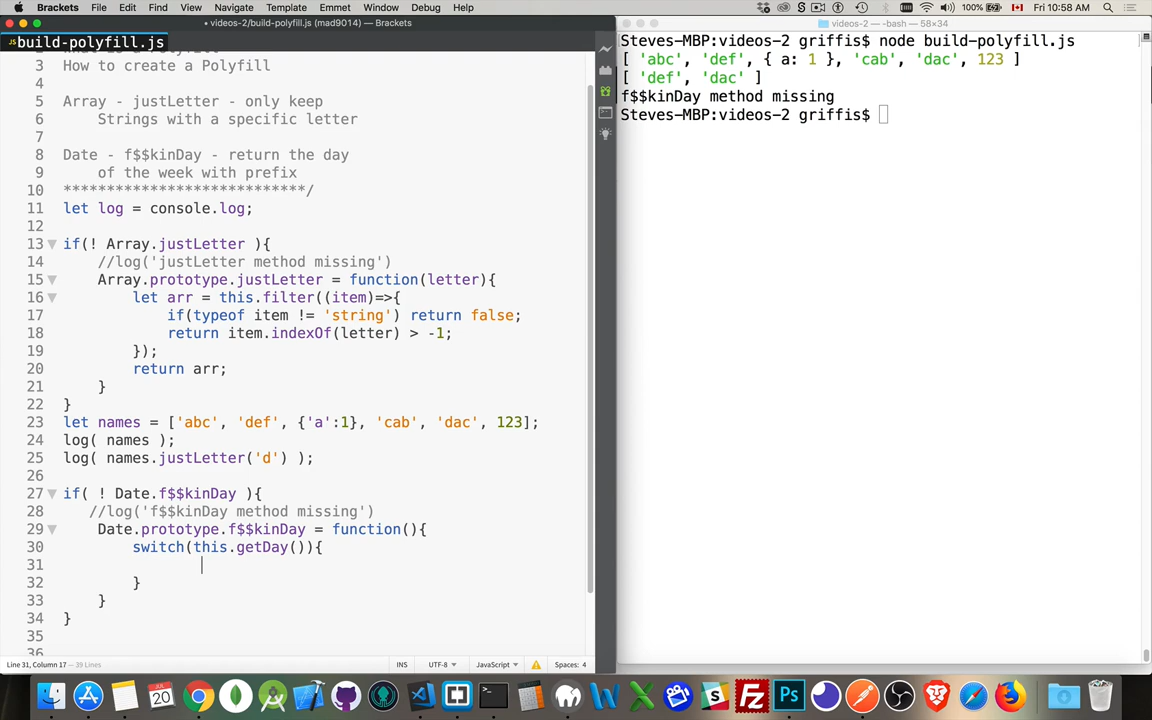 Brackets File Edit Find View Navigate Template Emmet Window Debug Help 100% Fri 10:58 AM
• videos-2/build-polyfill.js (mad9014) — Brackets
JS build-polyfill.js
3 How to create a Polyfill
4
5 Array - justLetter - only keep
6 Strings with a specific letter
7
8 Date - f$$kinDay - return the day
9 of the week with prefix
10 ****************************/
11 let log = console.log;
12
13 if(! Array.justLetter ){
14 //log('justLetter method missing')
15 Array.prototype.justLetter = function(letter){
16 let arr = this.filter((item)=>{
17 if(typeof item != 'string') return false;
18 return item.indexOf(letter) > -1;
19 });
20 return arr;
21 }
22 }
23 let names = ['abc', 'def', {'a':1}, 'cab', 'dac', 123];
24 log( names );
25 log( names.justLetter('d') );
26
27 if( ! Date.f$$kinDay ){
28 //log('f$$kinDay method missing')
29 Date.prototype.f$$kinDay = function(){
30 switch(this.getDay()){
31
32 }
33 }
34 }
35
36
Line 31, Column 17 — 39 Lines
INS UTF-8 JavaScript Spaces: 4
videos-2 — -bash — 58×34
Steves-MBP:videos-2 griffis$ node build-polyfill.js
[ 'abc', 'def', { a: 1 }, 'cab', 'dac', 123 ]
[ 'def', 'dac' ]
f$$kinDay method missing
Steves-MBP:videos-2 griffis$